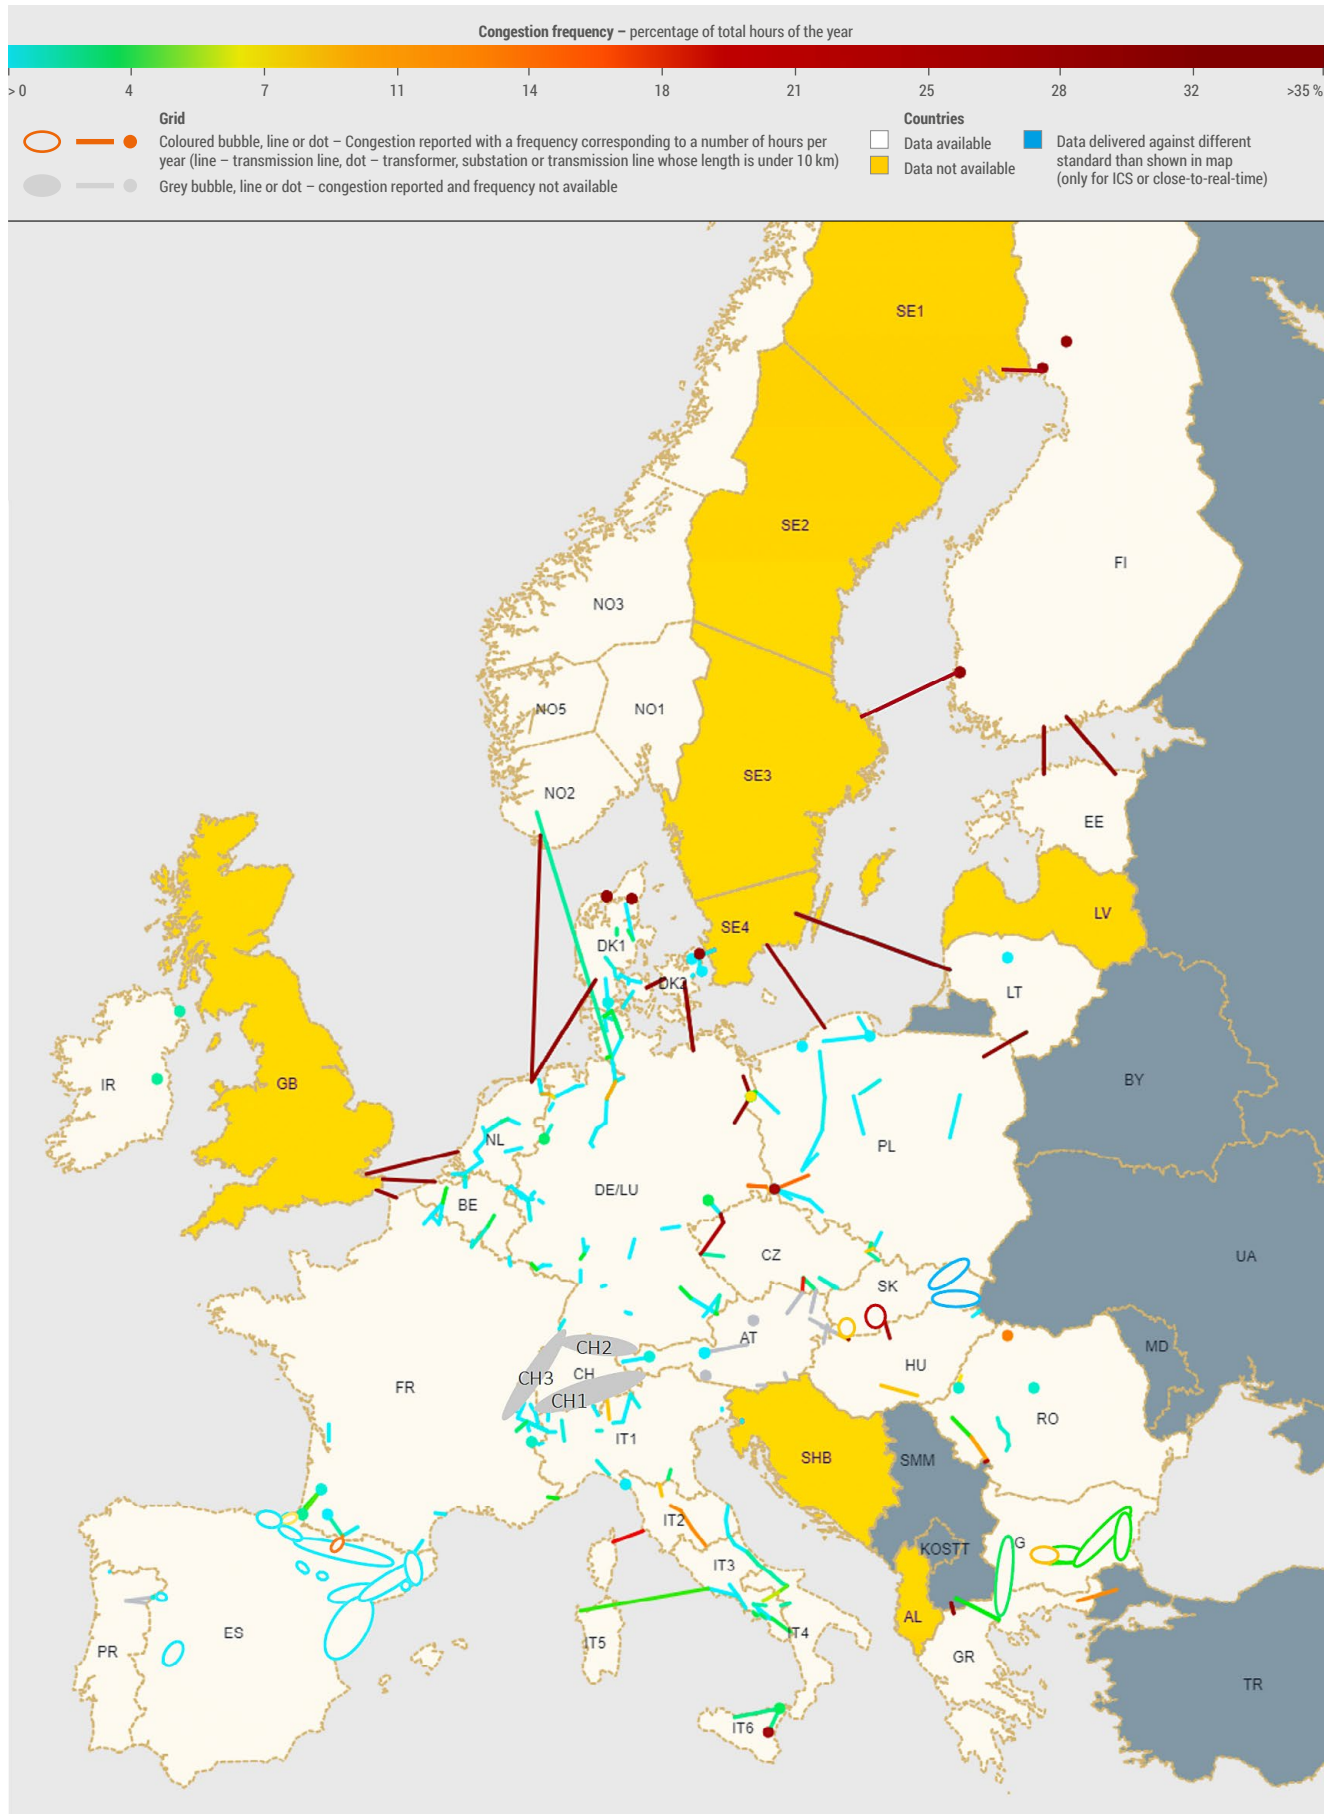 Congestion frequency – percentage of total hours of the year
> 0 4 7 11 14 18 21 25 28 32 >35 %
Grid
Coloured bubble, line or dot – Congestion reported with a frequency corresponding to a number of hours per
year (line – transmission line, dot – transformer, substation or transmission line whose length is under 10 km)
Grey bubble, line or dot – congestion reported and frequency not available
Countries
Data available
Data not available
Data delivered against different
standard than shown in map
(only for ICS or close-to-real-time)
SE1
SE2
FI
NO3
NO5
NO1
SE3
NO2
EE
LV
SE4
DK1
DK2
LT
IR
GB
BY
NL
PL
DE/LU
BE
CZ
UA
SK
AT
MD
CH2
HU
CH
CH3
FR
CH1
RO
IT1
SHB
SMM
IT2
G
KOSTT
IT3
AL
ES
IT4
PR
IT5
GR
TR
IT6